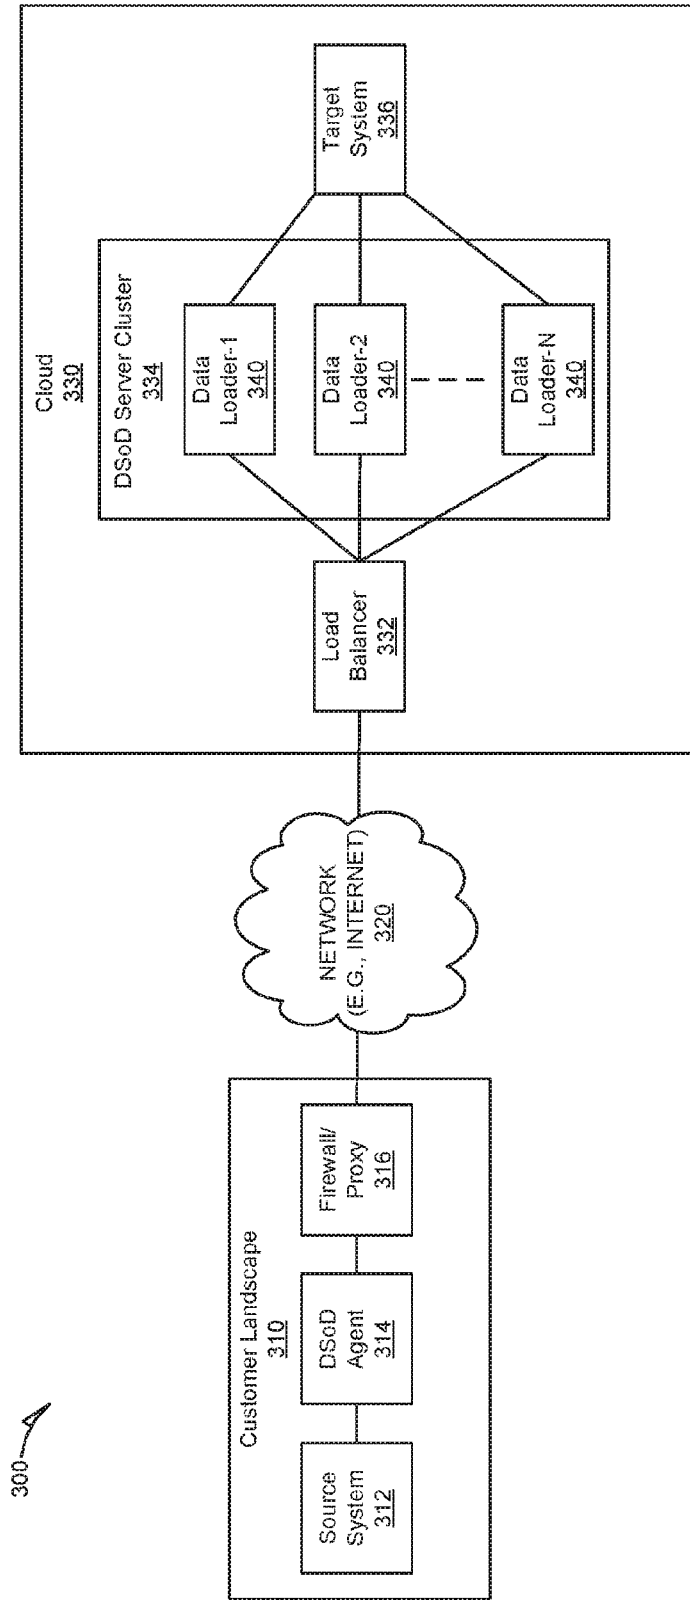 300
Customer Landscape
310
Source
System
312
DSoD
Agent
314
Firewall/
Proxy
316
NETWORK
(E.G., INTERNET)
320
Cloud
330
Load
Balancer
332
DSoD Server Cluster
334
Data
Loader-1
340
Data
Loader-2
340
Data
Loader-N
340
Target
System
336